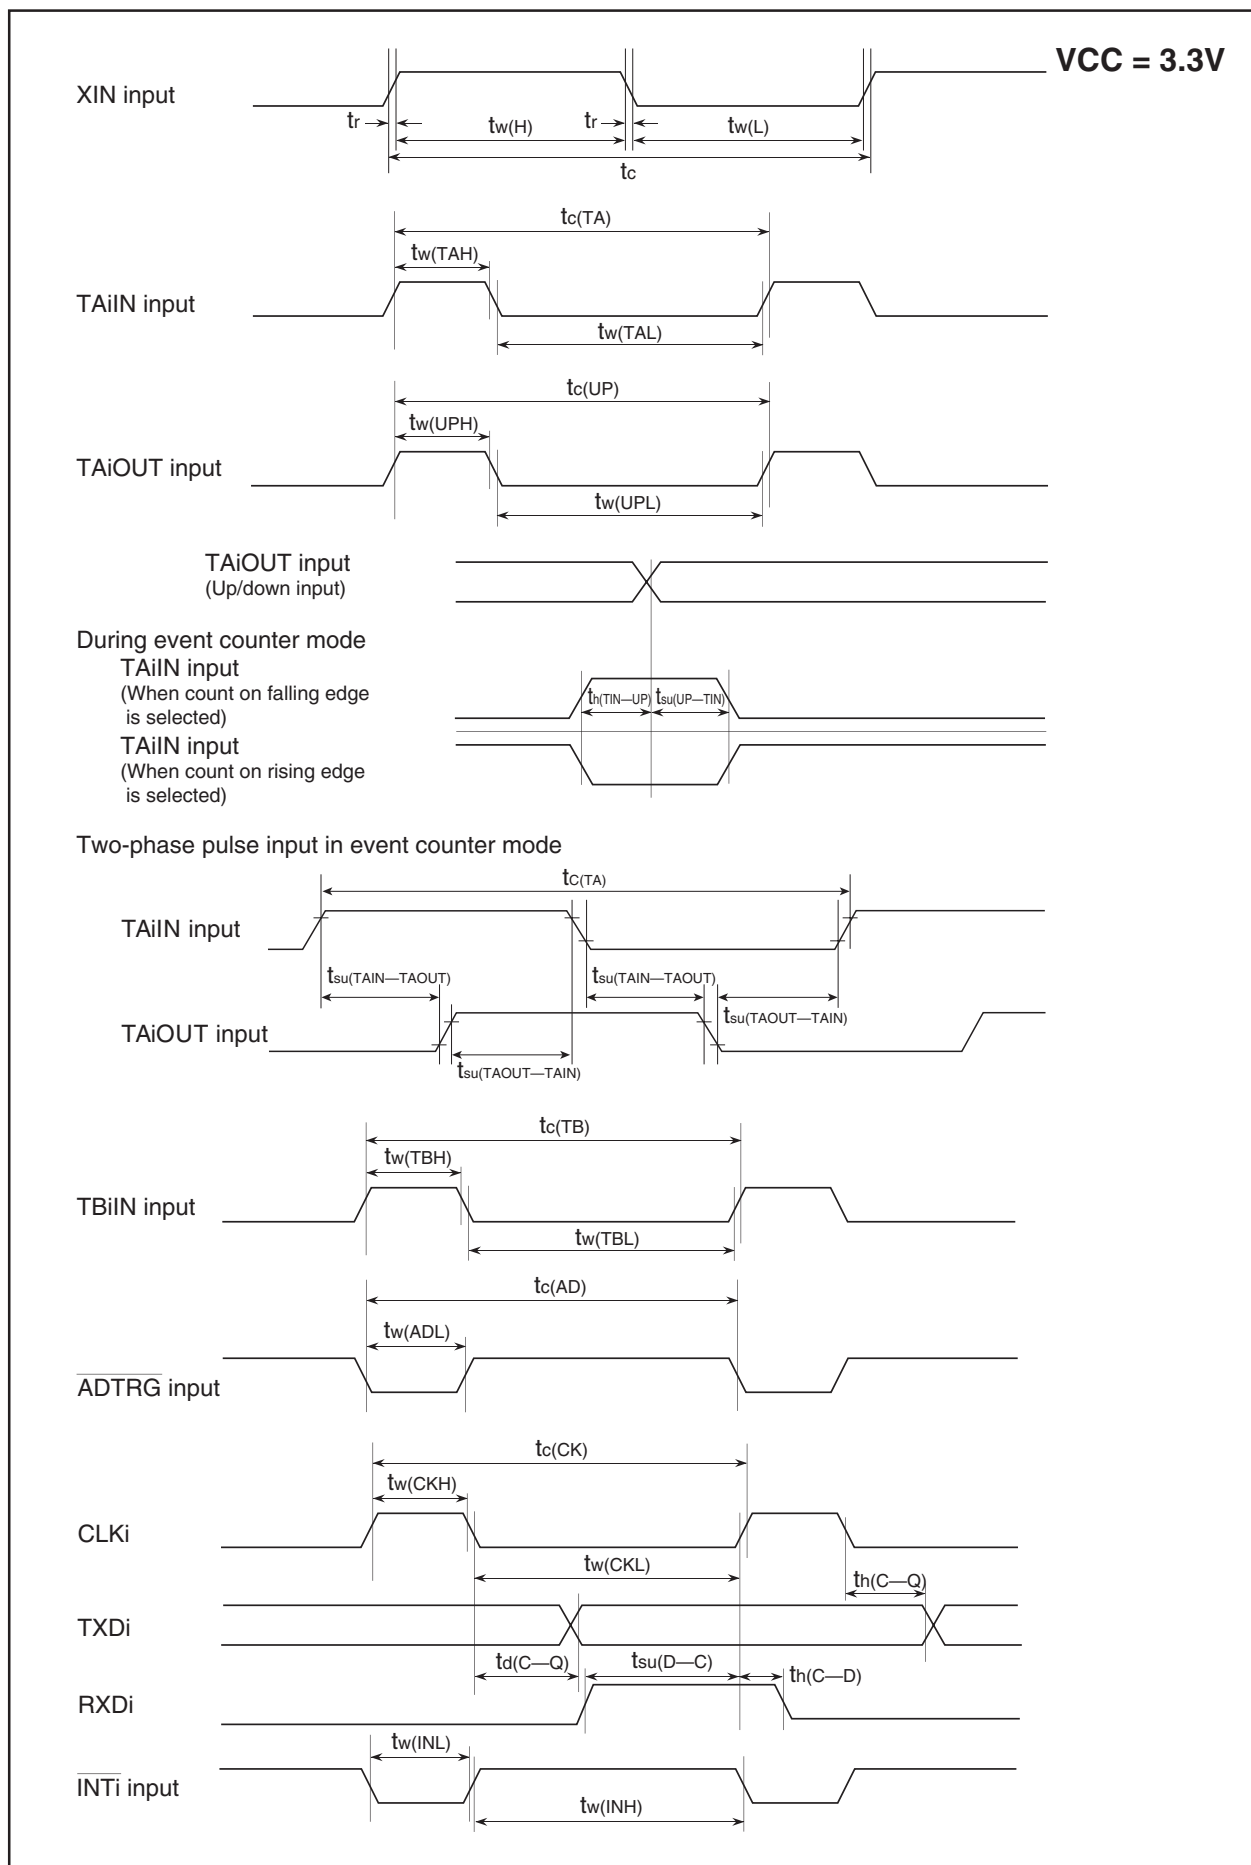 VCC = 3.3V
XIN input
tr
tw(H)
tr
tw(L)
tc
tc(TA)
tw(TAH)
TAiIN input
tw(TAL)
tc(UP)
tw(UPH)
TAiOUT input
tw(UPL)
TAiOUT input
(Up/down input)
During event counter mode
TAiIN input
(When count on falling edge
is selected)
th(TIN—UP)
tsu(UP—TIN)
TAiIN input
(When count on rising edge
is selected)
Two-phase pulse input in event counter mode
tC(TA)
TAiIN input
tsu(TAIN—TAOUT)
tsu(TAIN—TAOUT)
tsu(TAOUT—TAIN)
TAiOUT input
tsu(TAOUT—TAIN)
tc(TB)
tw(TBH)
TBiIN input
tw(TBL)
tc(AD)
tw(ADL)
ADTRG input
tc(CK)
tw(CKH)
CLKi
tw(CKL)
th(C—Q)
TXDi
td(C—Q)
tsu(D—C)
th(C—D)
RXDi
tw(INL)
INTi input
tw(INH)